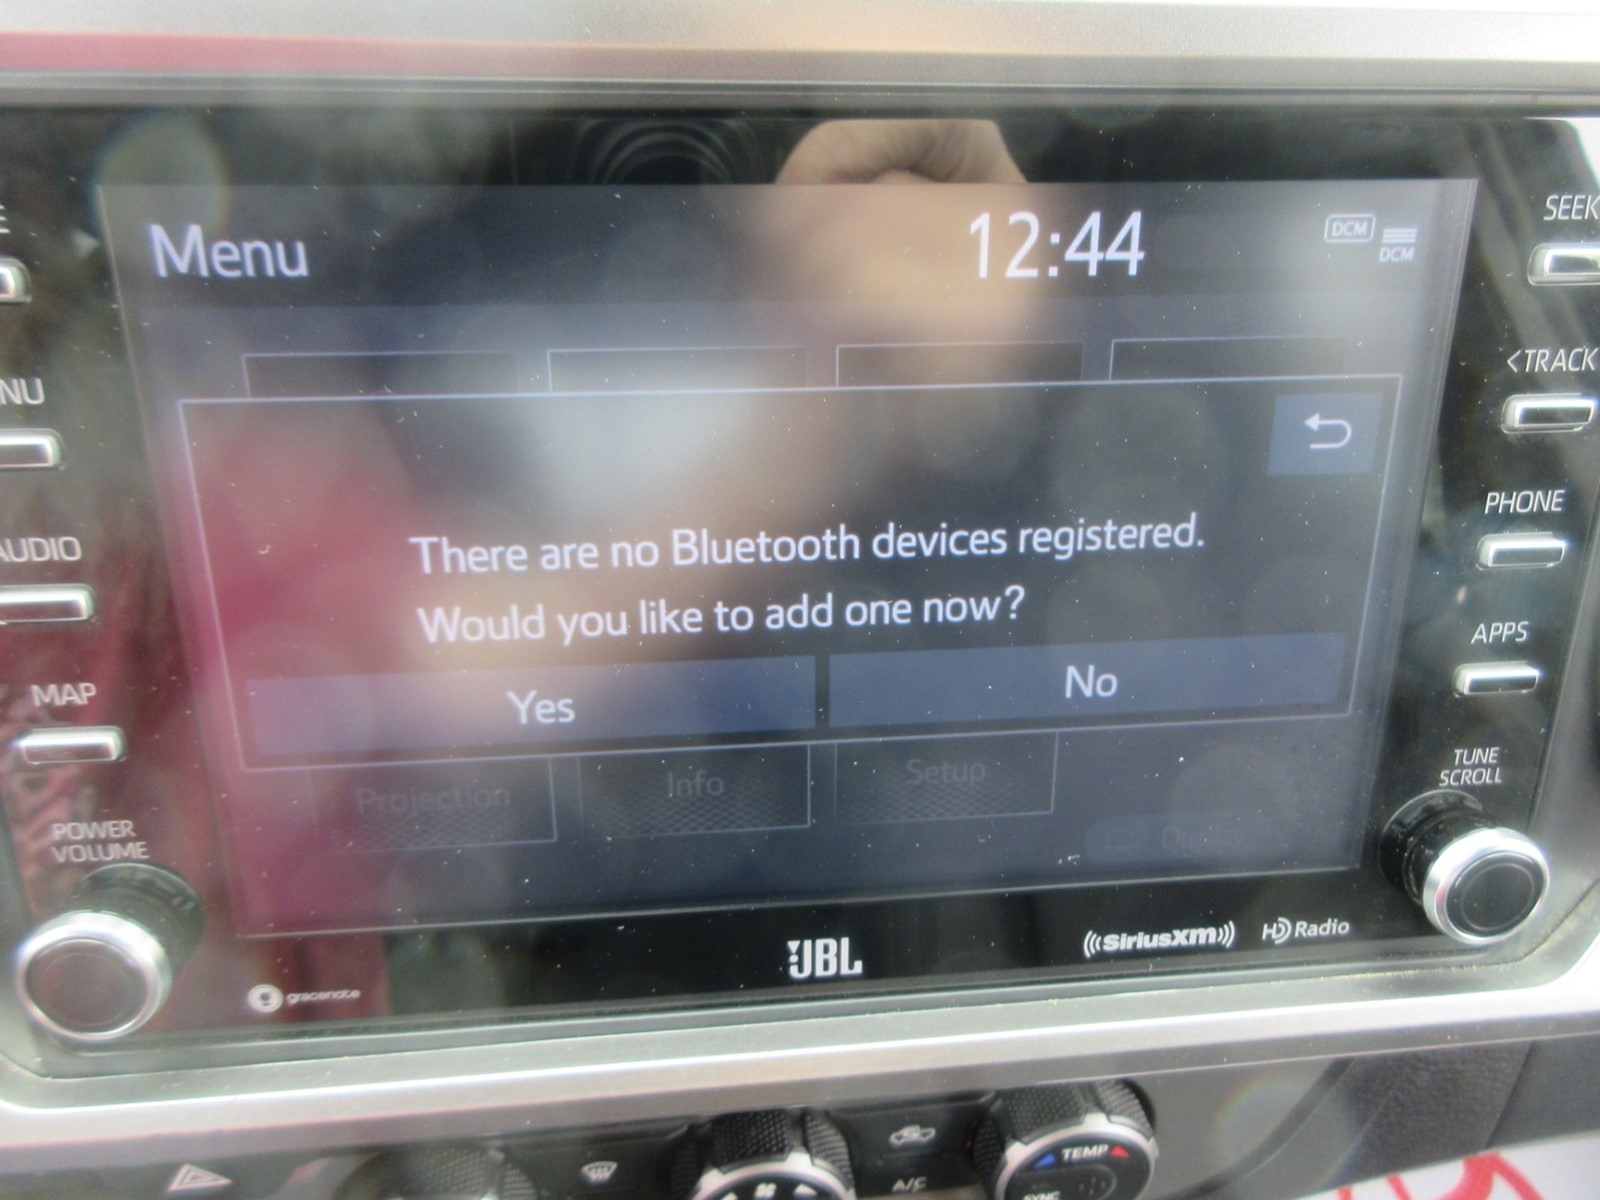 Menu
12:44
DCM
DCM
SEEK
NU
<TRACK
There are no Bluetooth devices registered.
Would you like to add one now?
Yes
No
AUDIO
PHONE
MAP
APPS
Projection
Info
Setup
POWER
VOLUME
TUNE
SCROLL
JBL
SiriusXM
HD Radio
gracenote
TEMP
A/C
SYNC